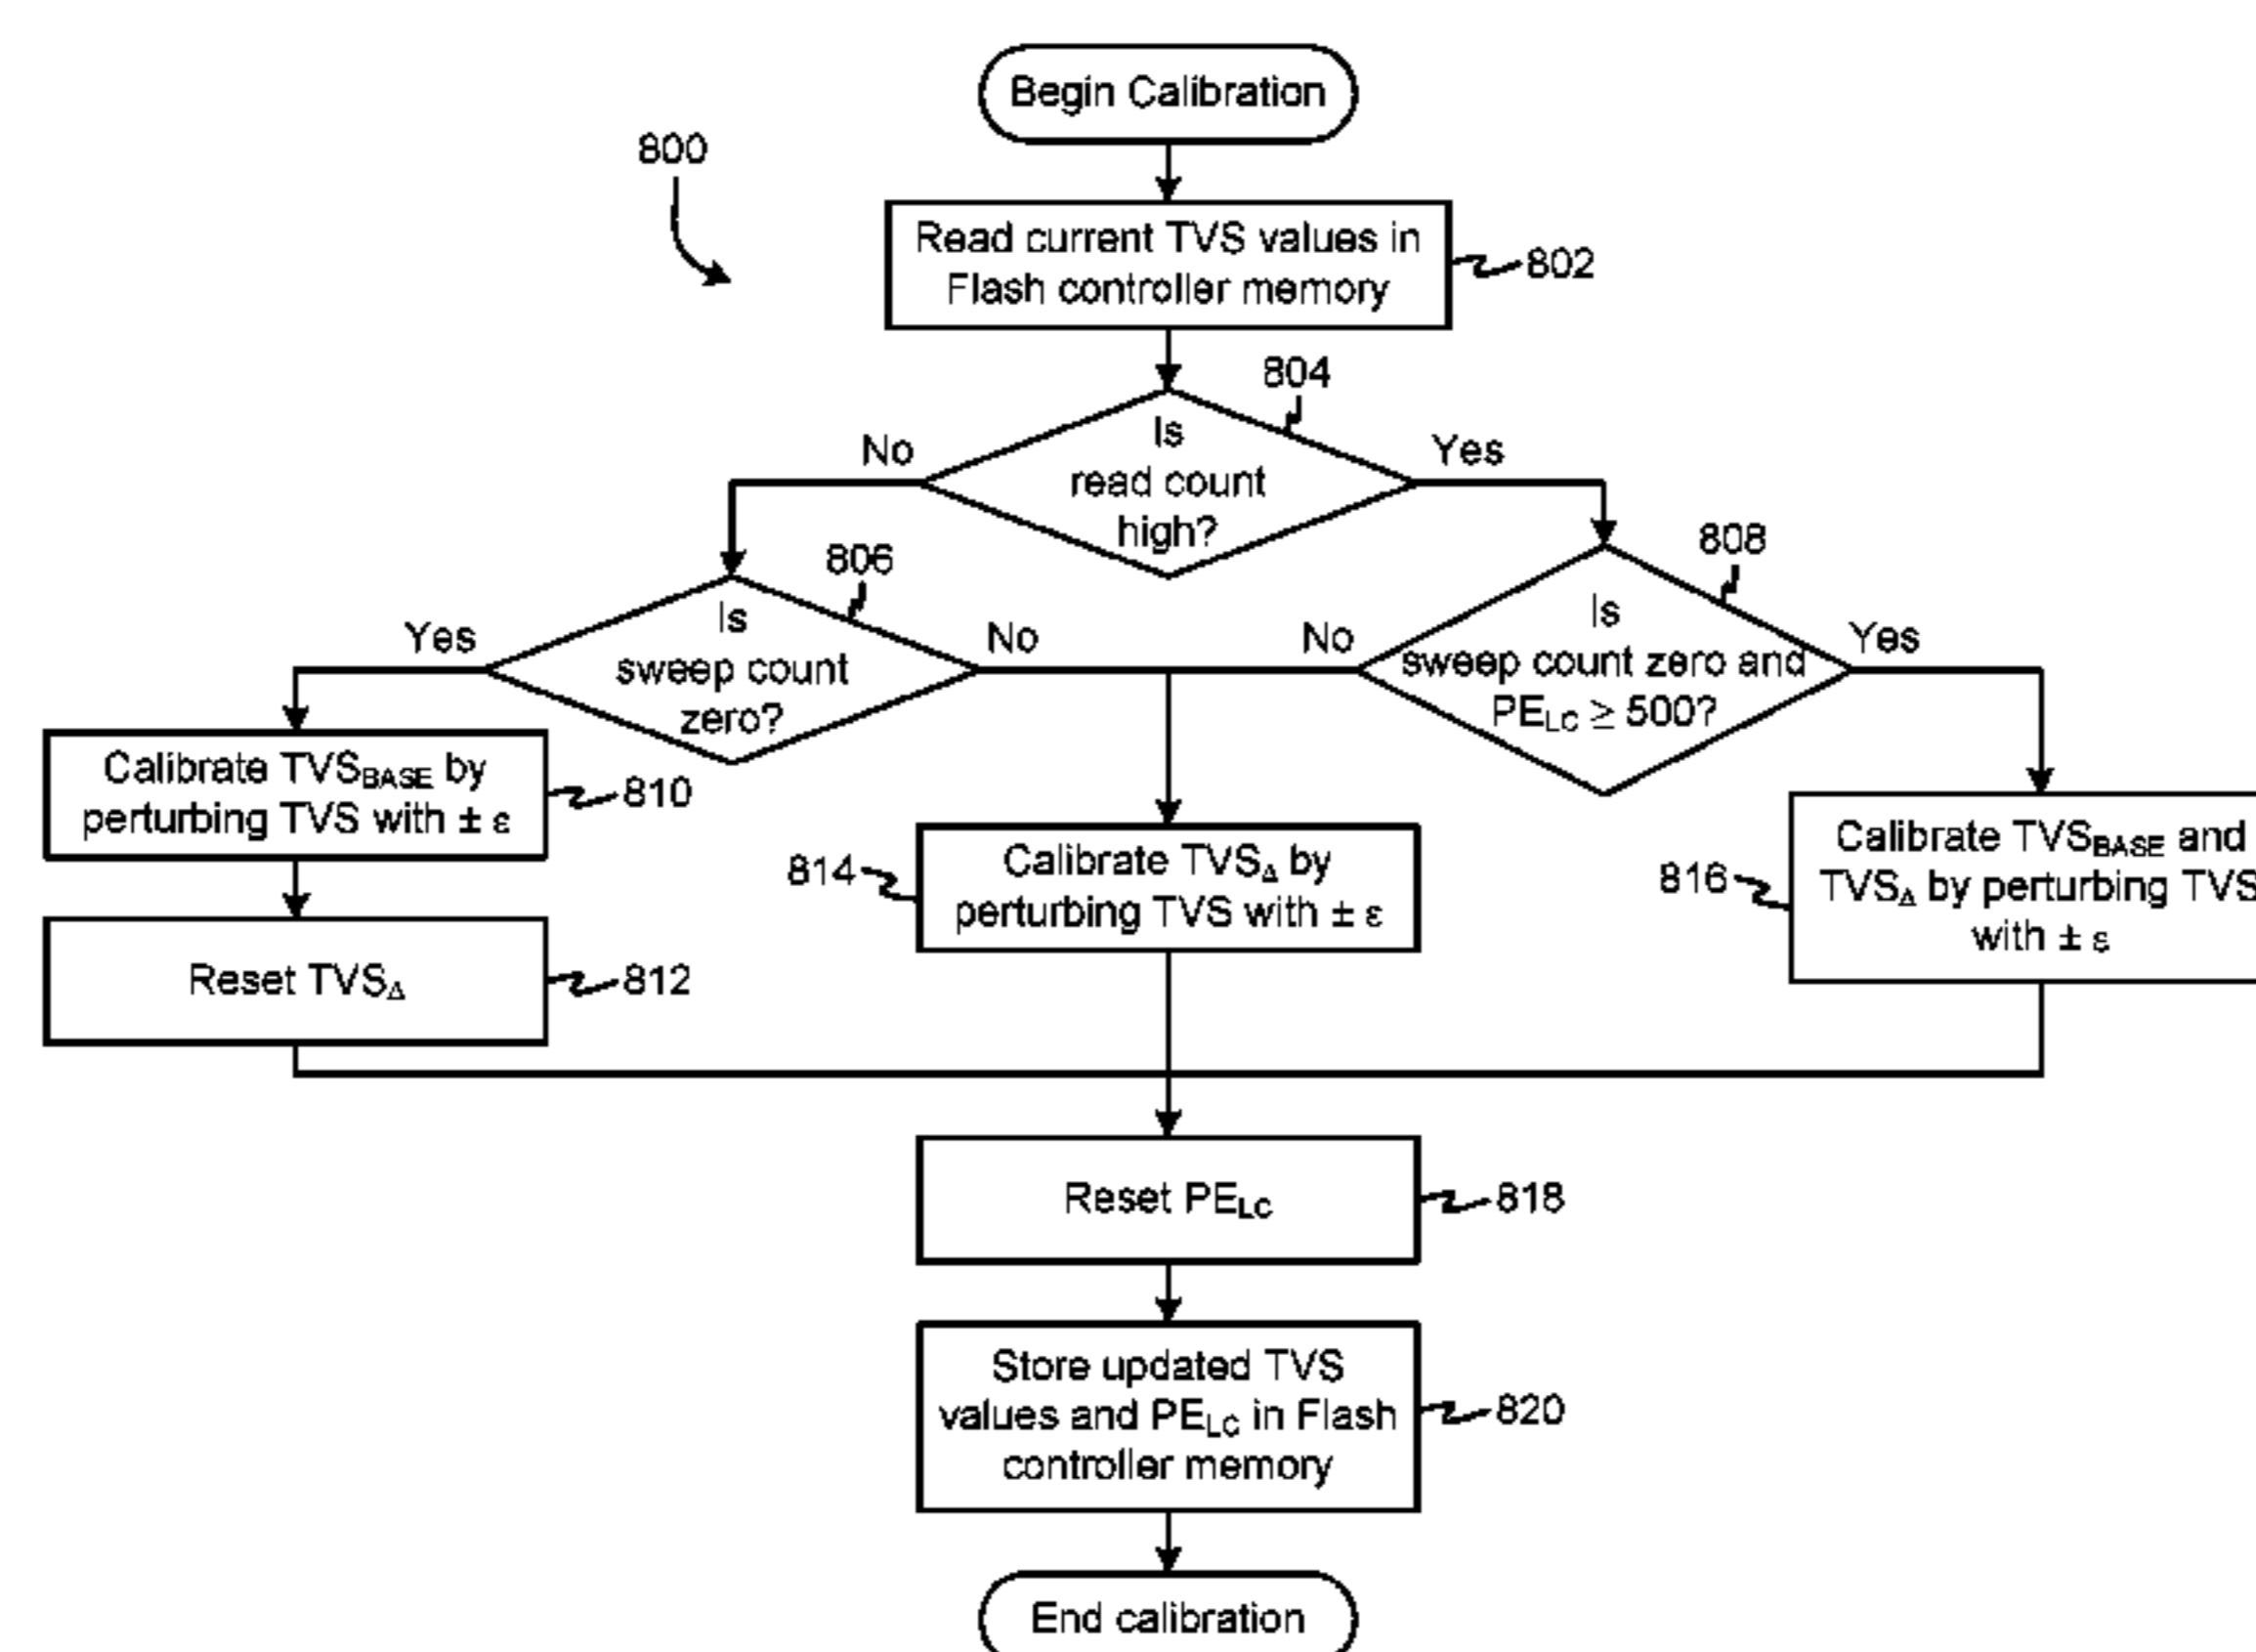 Begin Calibration
800
Read current TVS values in
Flash controller memory
802
804
Is
read count
high?
No
Yes
806
Is
sweep count
zero?
Yes
No
808
Is
sweep count zero and
PELC ≥ 500?
No
Yes
Calibrate TVSBASE by
perturbing TVS with ± ε
810
Reset TVSΔ
812
814
Calibrate TVSΔ by
perturbing TVS with ± ε
816
Calibrate TVSBASE and
TVSΔ by perturbing TVS
with ± ε
Reset PELC
818
Store updated TVS
values and PELC in Flash
controller memory
820
End calibration